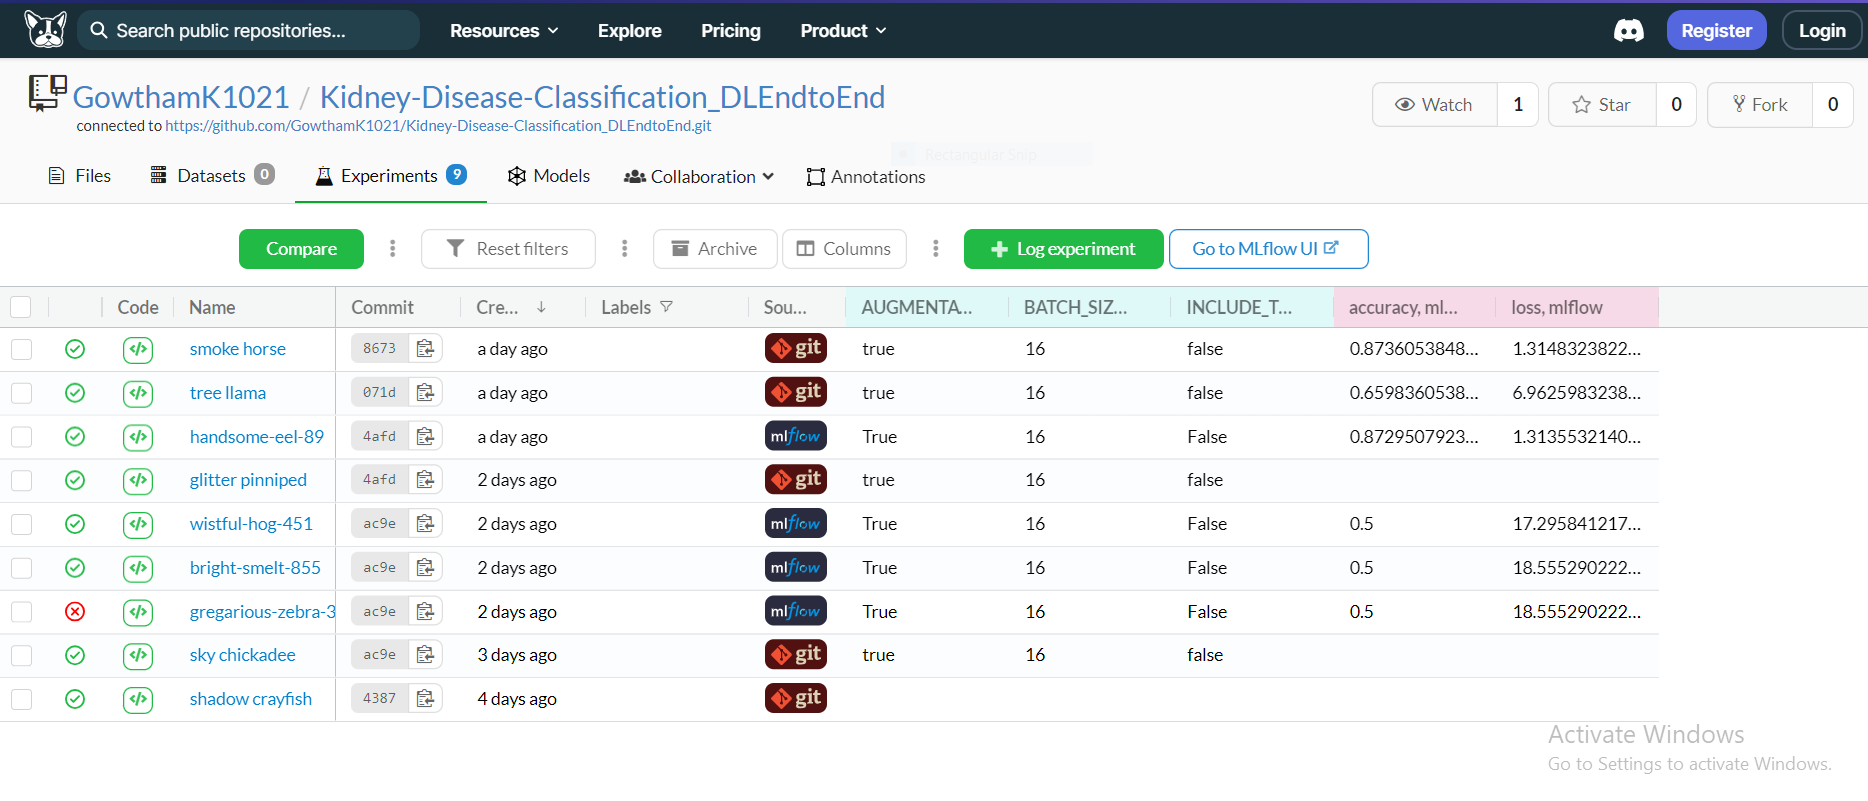 Search public repositories... Resources Explore Pricing Product Register Login
GowthamK1021 / Kidney-Disease-Classification_DLEndtoEnd Watch 1 Star 0 Fork 0
connected to https://github.com/GowthamK1021/Kidney-Disease-Classification_DLEndtoEnd.git
Rectangular Snip
Files Datasets 0 Experiments 9 Models Collaboration Annotations
Compare Reset filters Archive Columns + Log experiment Go to MLflow UI
Code Name Commit Cre... ↓ Labels Sou... AUGMENTA... BATCH_SIZ... INCLUDE_T... accuracy, ml... loss, mlflow
</> smoke horse 8673 a day ago git true 16 false 0.8736053848... 1.3148323822...
</> tree llama 071d a day ago git true 16 false 0.6598360538... 6.9625983238...
</> handsome-eel-89 4afd a day ago mlflow True 16 False 0.8729507923... 1.3135532140...
</> glitter pinniped 4afd 2 days ago git true 16 false
</> wistful-hog-451 ac9e 2 days ago mlflow True 16 False 0.5 17.295841217...
</> bright-smelt-855 ac9e 2 days ago mlflow True 16 False 0.5 18.555290222...
</> gregarious-zebra-3 ac9e 2 days ago mlflow True 16 False 0.5 18.555290222...
</> sky chickadee ac9e 3 days ago git true 16 false
</> shadow crayfish 4387 4 days ago git
Activate Windows
Go to Settings to activate Windows.